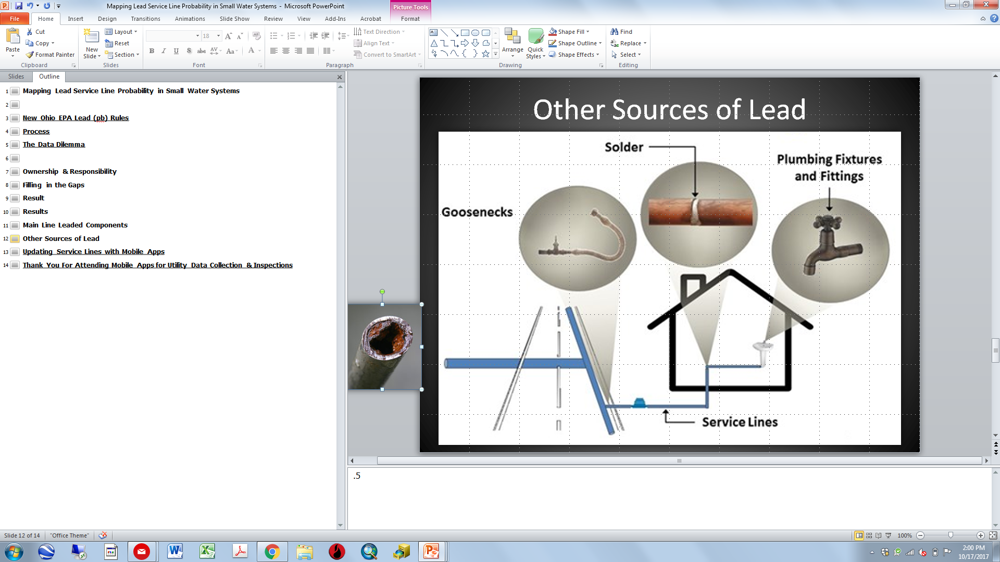 Mapping Lead Service Line Probability in Small Water Systems - Microsoft PowerPoint
Picture Tools
File
Home
Insert
Design
Transitions
Animations
Slide Show
Review
View
Add-Ins
Acrobat
Format
Paste
Cut
Copy
Format Painter
Clipboard
New
Slide
Layout
Reset
Section
Slides
18
Font
Text Direction
Align Text
Convert to SmartArt
Paragraph
Arrange
Quick
Styles
Shape Fill
Shape Outline
Shape Effects
Drawing
Find
Replace
Select
Editing
Slides
Outline
1 Mapping Lead Service Line Probability in Small Water Systems
2
3 New Ohio EPA Lead (pb) Rules
4 Process
5 The Data Dilemma
6
7 Ownership & Responsibility
8 Filling in the Gaps
9 Result
10 Results
11 Main Line Leaded Components
12 Other Sources of Lead
13 Updating Service Lines with Mobile Apps
14 Thank You For Attending Mobile Apps for Utility Data Collection & Inspections
Other Sources of Lead
Solder
Plumbing Fixtures
and Fittings
Goosenecks
Service Lines
.5
Slide 12 of 14
"Office Theme"
100%
2:00 PM
10/17/2017